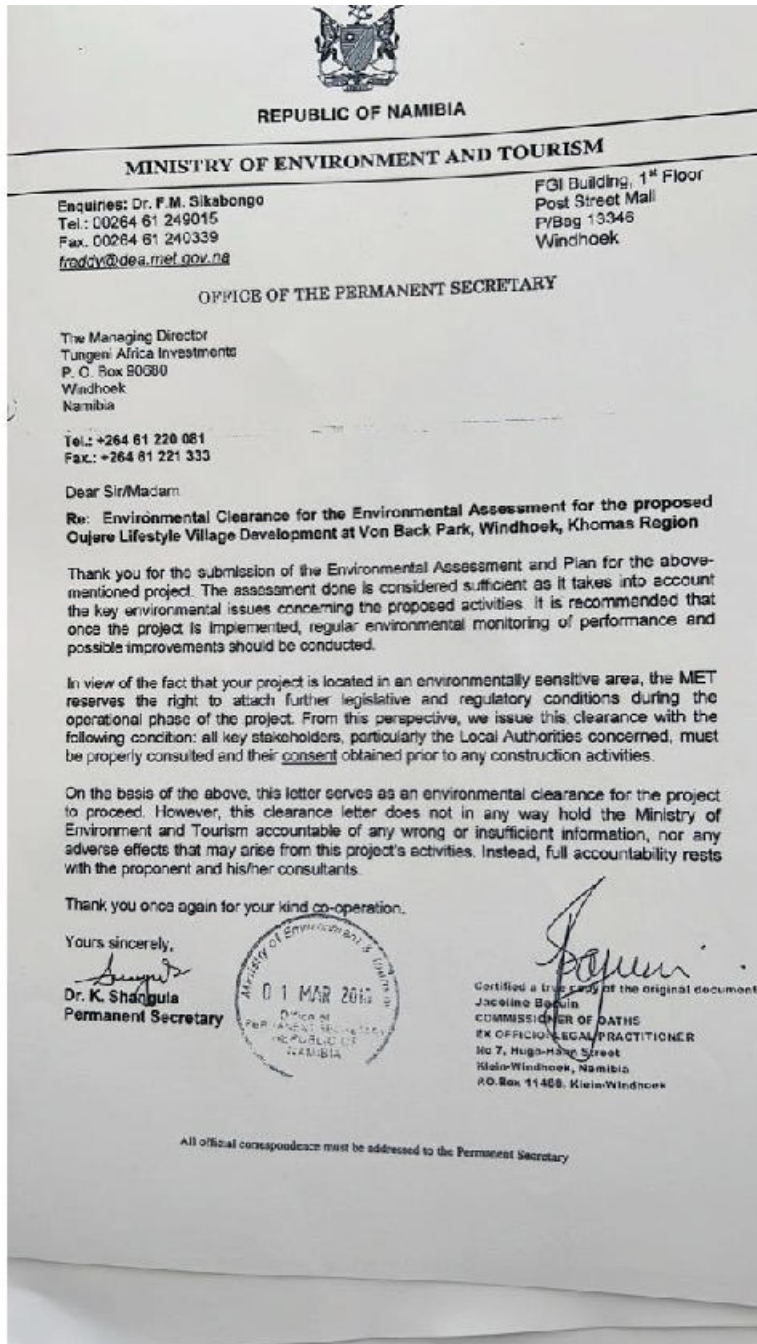 REPUBLIC OF NAMIBIA
MINISTRY OF ENVIRONMENT AND TOURISM
Enquiries: Dr. F.M. Sikabongo
Tel.: 00264 61 249015
Fax. 00264 61 240339
freddy@dea.met.gov.na
FGI Building, 1st Floor
Post Street Mall
P/Bag 13346
Windhoek
OFFICE OF THE PERMANENT SECRETARY
The Managing Director
Tungeni Africa Investments
P. O. Box 90680
Windhoek
Namibia
Tel.: +264 61 220 081
Fax.: +264 61 221 333
Dear Sir/Madam
Re: Environmental Clearance for the Environmental Assessment for the proposed
Oujere Lifestyle Village Development at Von Back Park, Windhoek, Khomas Region
Thank you for the submission of the Environmental Assessment and Plan for the above-
mentioned project. The assessment done is considered sufficient as it takes into account
the key environmental issues concerning the proposed activities. It is recommended that
once the project is implemented, regular environmental monitoring of performance and
possible improvements should be conducted.
In view of the fact that your project is located in an environmentally sensitive area, the MET
reserves the right to attach further legislative and regulatory conditions during the
operational phase of the project. From this perspective, we issue this clearance with the
following condition: all key stakeholders, particularly the Local Authorities concerned, must
be properly consulted and their consent obtained prior to any construction activities.
On the basis of the above, this letter serves as an environmental clearance for the project
to proceed. However, this clearance letter does not in any way hold the Ministry of
Environment and Tourism accountable of any wrong or insufficient information, nor any
adverse effects that may arise from this project's activities. Instead, full accountability rests
with the proponent and his/her consultants.
Thank you once again for your kind co-operation.
Yours sincerely,
Dr. K. Shangula
Permanent Secretary
Ministry of Environment & Tourism
01 MAR
Office of
PERMANENT SECRETARY
REPUBLIC OF
NAMIBIA
Certified a true copy of the original document
Jaceline
COMMISSIONER OF OATHS
EX OFFICIO LEGAL PRACTITIONER
No 7, Street
Klein-Windhoek, Namibia
P.O.Box 11488, Klein-Windhoek
All official correspondence must be addressed to the Permanent Secretary